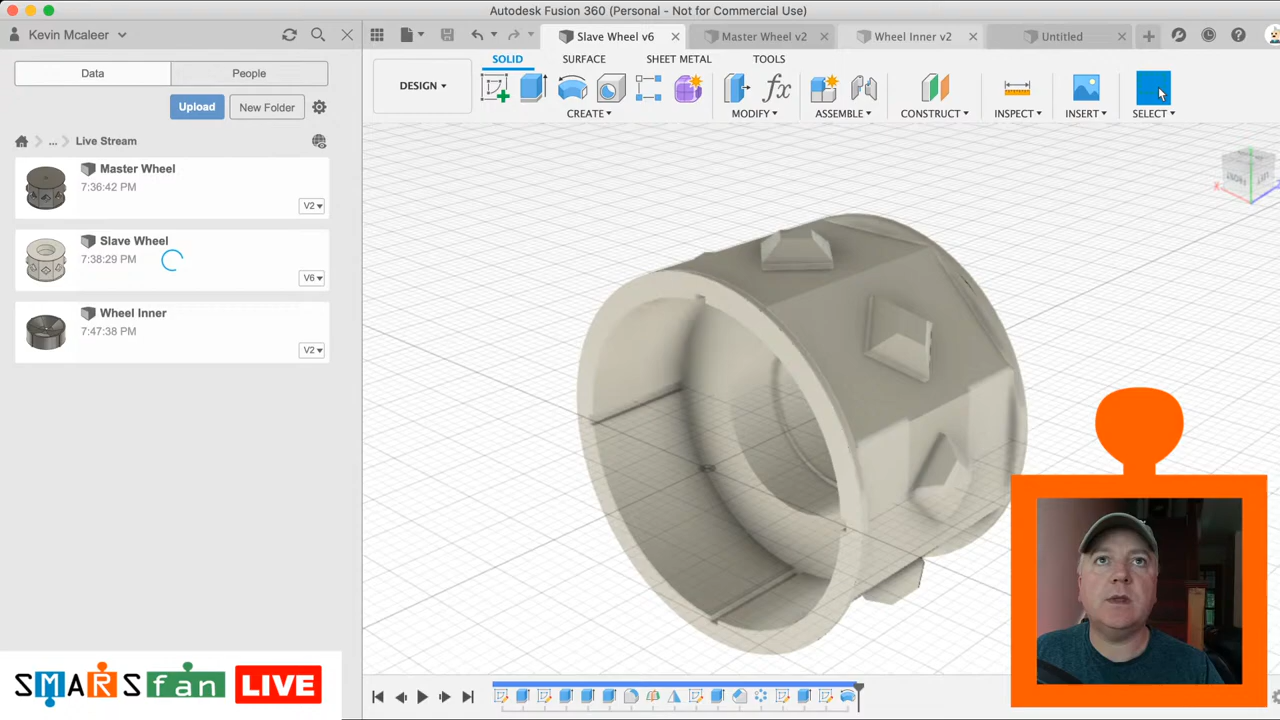 Autodesk Fusion 360 (Personal - Not for Commercial Use)
Kevin Mcaleer
Slave Wheel v6
Master Wheel v2
Wheel Inner v2
Untitled
Data
People
SOLID
SURFACE
SHEET METAL
TOOLS
DESIGN
Upload
New Folder
CREATE
MODIFY
ASSEMBLE
CONSTRUCT
INSPECT
INSERT
SELECT
... Live Stream
Master Wheel
7:36:42 PM
V2
Slave Wheel
7:38:29 PM
V6
Wheel Inner
7:47:38 PM
V2
SMARSfan LIVE